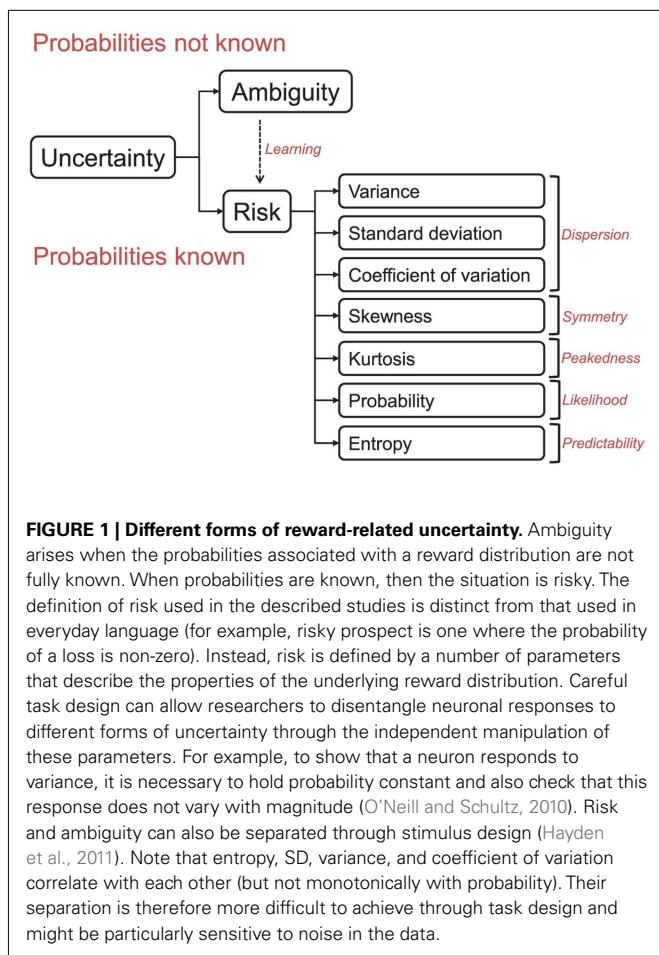 Probabilities not known
Ambiguity
Uncertainty
Learning
Risk
Probabilities known
Variance
Standard deviation
Coefficient of variation
Dispersion
Skewness
Symmetry
Kurtosis
Peakedness
Probability
Likelihood
Entropy
Predictability
FIGURE 1 | Different forms of reward-related uncertainty. Ambiguity
arises when the probabilities associated with a reward distribution are not
fully known. When probabilities are known, then the situation is risky. The
definition of risk used in the described studies is distinct from that used in
everyday language (for example, risky prospect is one where the probability
of a loss is non-zero). Instead, risk is defined by a number of parameters
that describe the properties of the underlying reward distribution. Careful
task design can allow researchers to disentangle neuronal responses to
different forms of uncertainty through the independent manipulation of
these parameters. For example, to show that a neuron responds to
variance, it is necessary to hold probability constant and also check that this
response does not vary with magnitude (O'Neill and Schultz, 2010). Risk
and ambiguity can also be separated through stimulus design (Hayden
et al., 2011). Note that entropy, SD, variance, and coefficient of variation
correlate with each other (but not monotonically with probability). Their
separation is therefore more difficult to achieve through task design and
might be particularly sensitive to noise in the data.